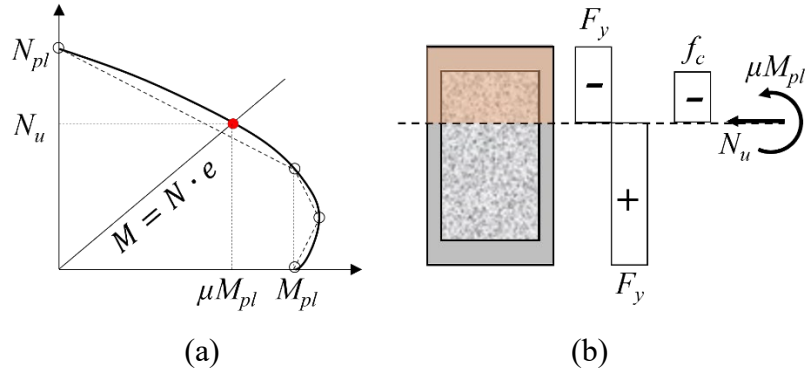 N_pl
N_u
M = N · e
μM_pl
M_pl
(a)
F_y
f_c
μM_pl
-
-
N_u
+
F_y
(b)